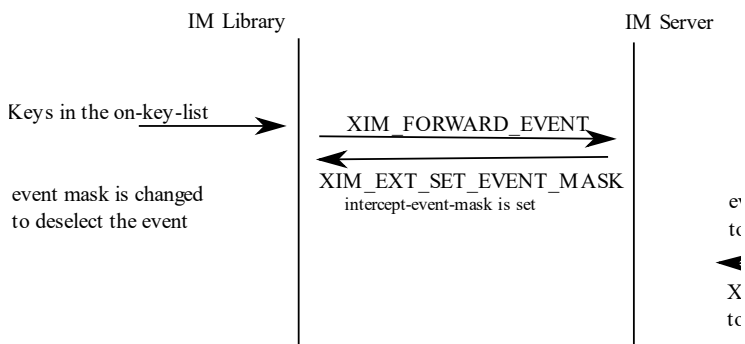 IM Library
IM Server
Keys in the on-key-list
XIM_FORWARD_EVENT
XIM_EXT_SET_EVENT_MASK
intercept-event-mask is set
event mask is changed
to deselect the event